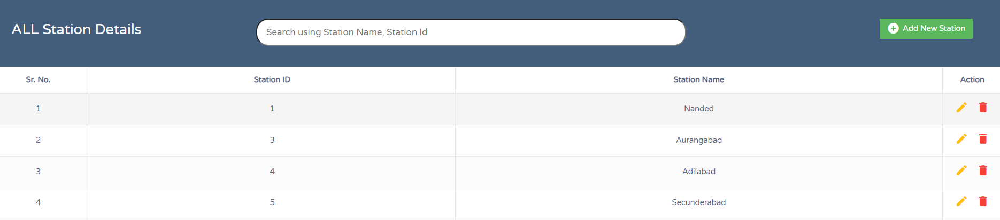 ALL Station Details
Search using Station Name, Station Id
Add New Station
Sr. No. Station ID Station Name Action
1 1 Nanded
2 3 Aurangabad
3 4 Adilabad
4 5 Secunderabad